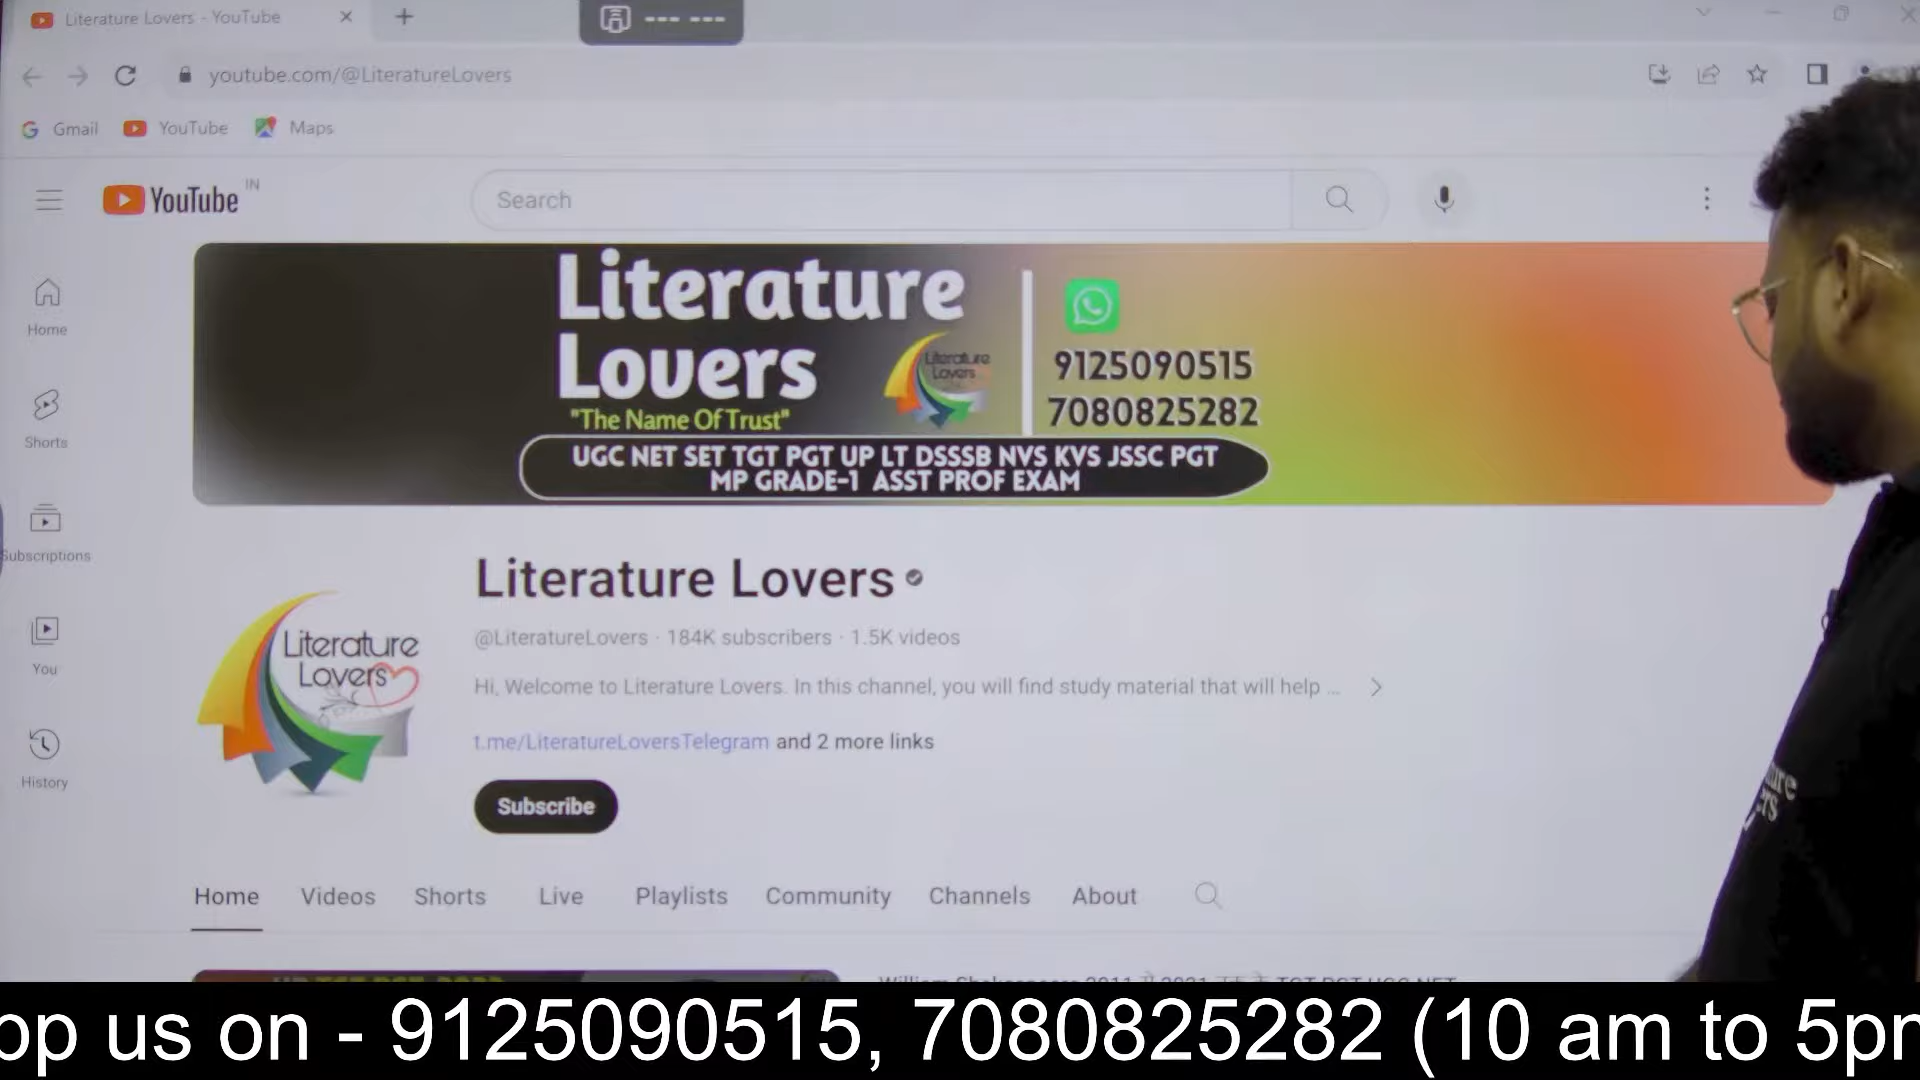 Literature Lovers - YouTube
youtube.com/@LiteratureLovers
Gmail YouTube Maps
YouTube IN
Search
Home
Shorts
Subscriptions
You
History
Literature
Lovers
"The Name Of Trust"
Literature
Lovers
9125090515
7080825282
UGC NET SET TGT PGT UP LT DSSSB NVS KVS JSSC PGT
MP GRADE-1 ASST PROF EXAM
Literature
Lovers
Literature Lovers
@LiteratureLovers · 184K subscribers · 1.5K videos
Hi, Welcome to Literature Lovers. In this channel, you will find study material that will help ...
t.me/LiteratureLoversTelegram and 2 more links
Subscribe
Home Videos Shorts Live Playlists Community Channels About
us on - 9125090515, 7080825282 (10 am to 5pm